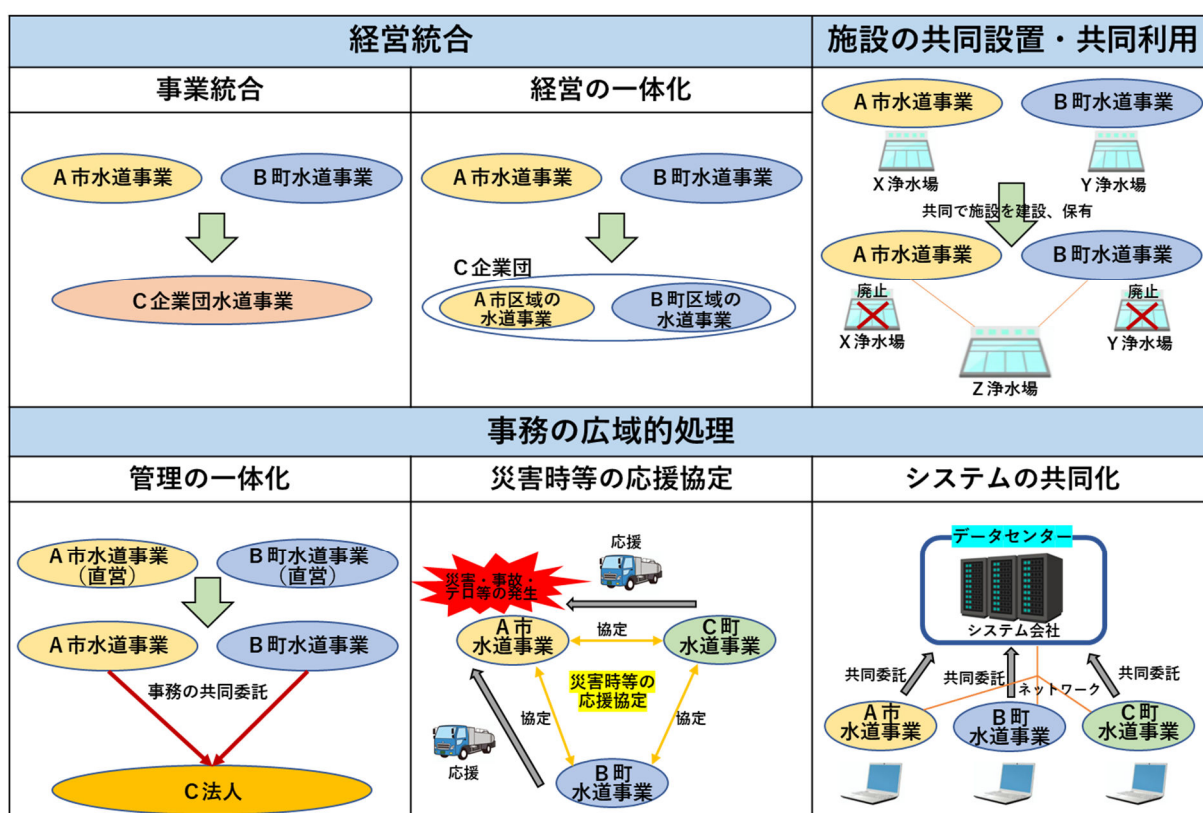 経営統合
施設の共同設置・共同利用
事業統合
経営の一体化
A市水道事業
B町水道事業
C企業団水道事業
A市水道事業
B町水道事業
C企業団
A市区域の
水道事業
B町区域の
水道事業
A市水道事業
B町水道事業
X浄水場
Y浄水場
共同で施設を建設、保有
A市水道事業
B町水道事業
廃止
廃止
X浄水場
Y浄水場
Z浄水場
事務の広域的処理
管理の一体化
災害時等の応援協定
システムの共同化
A市水道事業
(直営)
B町水道事業
(直営)
A市水道事業
B町水道事業
事務の共同委託
C法人
応援
災害・事故・
テロ等の発生
A市
水道事業
協定
C町
水道事業
災害時等の
応援協定
協定
協定
応援
B町
水道事業
データセンター
システム会社
共同委託
共同委託
共同委託
ネットワーク
A市
水道事業
B町
水道事業
C町
水道事業